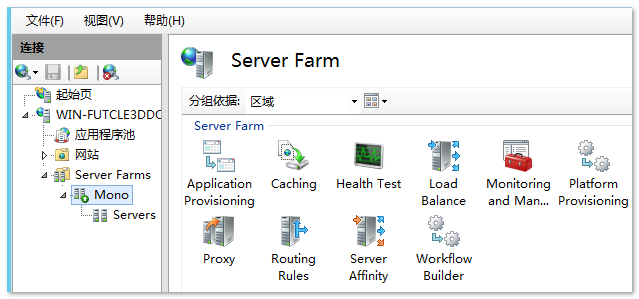 文件(F) 视图(V) 帮助(H)
连接
起始页
WIN-FUTCLE3DDC
应用程序池
网站
Server Farms
Mono
Servers
Server Farm
分组依据: 区域
Server Farm
Application Provisioning
Caching
Health Test
Load Balance
Monitoring and Man...
Platform Provisioning
Proxy
Routing Rules
Server Affinity
Workflow Builder